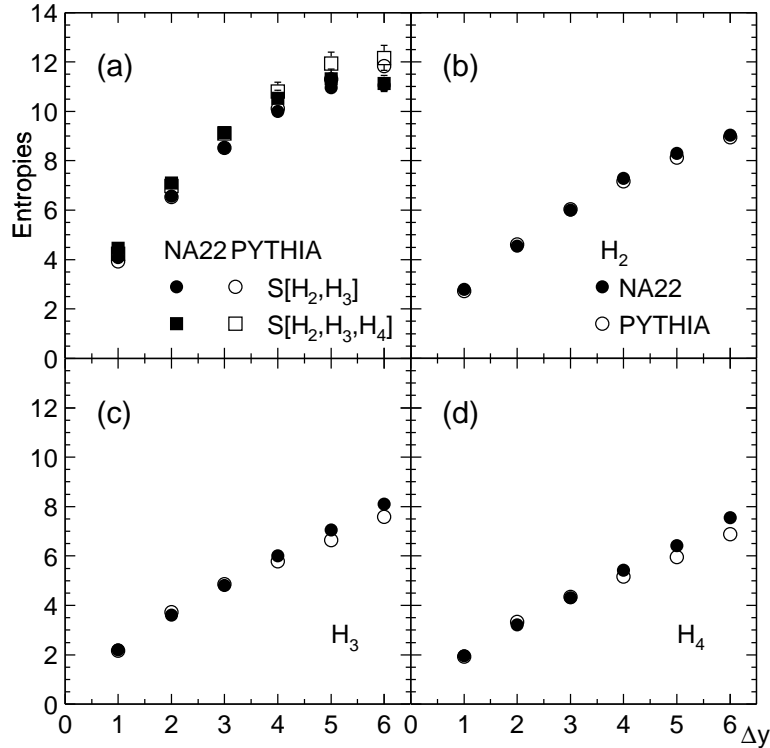 14
12
10
8
6
4
2
0
Entropies
(a)
NA22 PYTHIA
S[H2,H3]
S[H2,H3,H4]
(b)
H2
NA22
PYTHIA
12
10
8
6
4
2
0
(c)
H3
0 1 2 3 4 5 6
(d)
H4
0 1 2 3 4 5 6 Δy